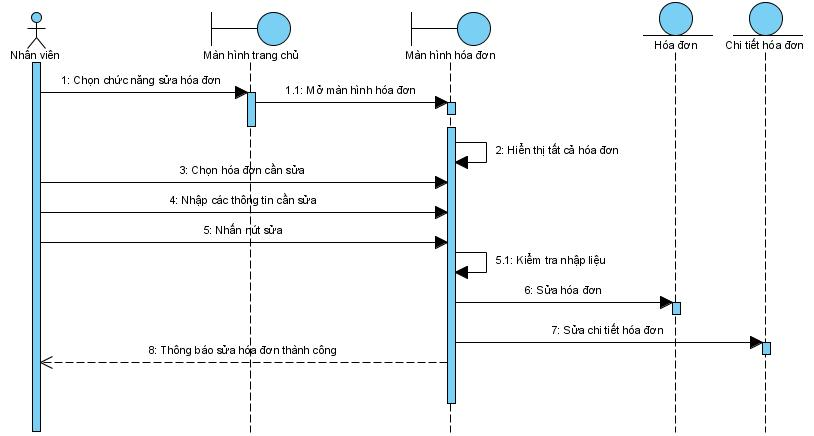 Nhân viên
Màn hình trang chủ
Màn hình hóa đơn
Hóa đơn
Chi tiết hóa đơn
1: Chọn chức năng sửa hóa đơn
1.1: Mở màn hình hóa đơn
2: Hiển thị tất cả hóa đơn
3: Chọn hóa đơn cần sửa
4: Nhập các thông tin cần sửa
5: Nhấn nút sửa
5.1: Kiểm tra nhập liệu
6: Sửa hóa đơn
7: Sửa chi tiết hóa đơn
8: Thông báo sửa hóa đơn thành công